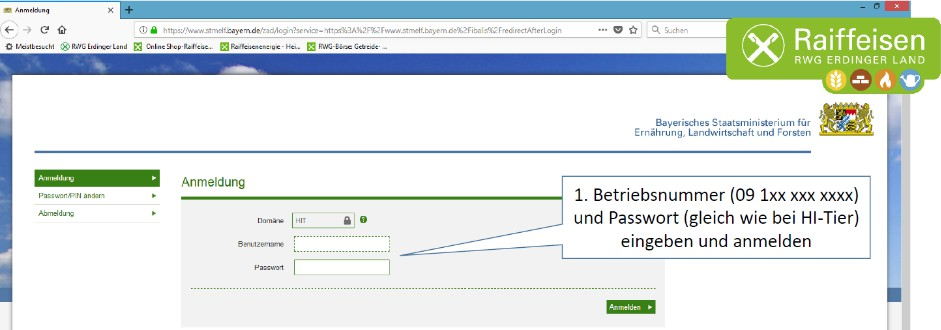 Anmeldung
https://www.stmelf.bayern.de/zad/login?service=https%3A%2F%2Fwww.stmelf.bayern.de%2Fibalis%2FredirectAfterLogin
Suchen
Meistbesucht RWG Erdinger Land Online Shop-Raiffeise... Raiffeisenenergie - Hei... RWG-Börse Getreide- ...
Raiffeisen
RWG ERDINGER LAND
Bayerisches Staatsministerium für
Ernährung, Landwirtschaft und Forsten
Anmeldung
Passwort/PIN ändern
Abmeldung
Anmeldung
Domäne HIT
Benutzername
Passwort
Anmelden
1. Betriebsnummer (09 1xx xxx xxxx)
und Passwort (gleich wie bei HI-Tier)
eingeben und anmelden